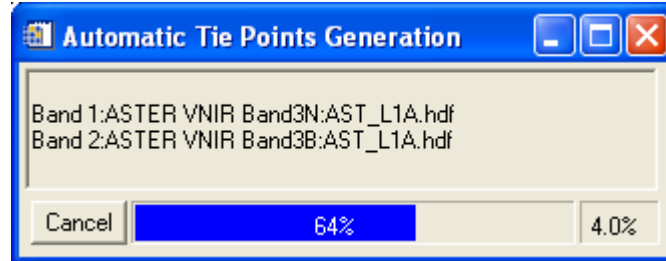 Automatic Tie Points Generation
Band 1:ASTER VNIR Band3N:AST_L1A.hdf
Band 2:ASTER VNIR Band3B:AST_L1A.hdf
Cancel 64% 4.0%